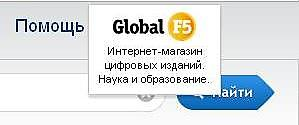 Помощь
Global F5
Интернет-магазин
цифровых изданий.
Наука и образование.
Найти